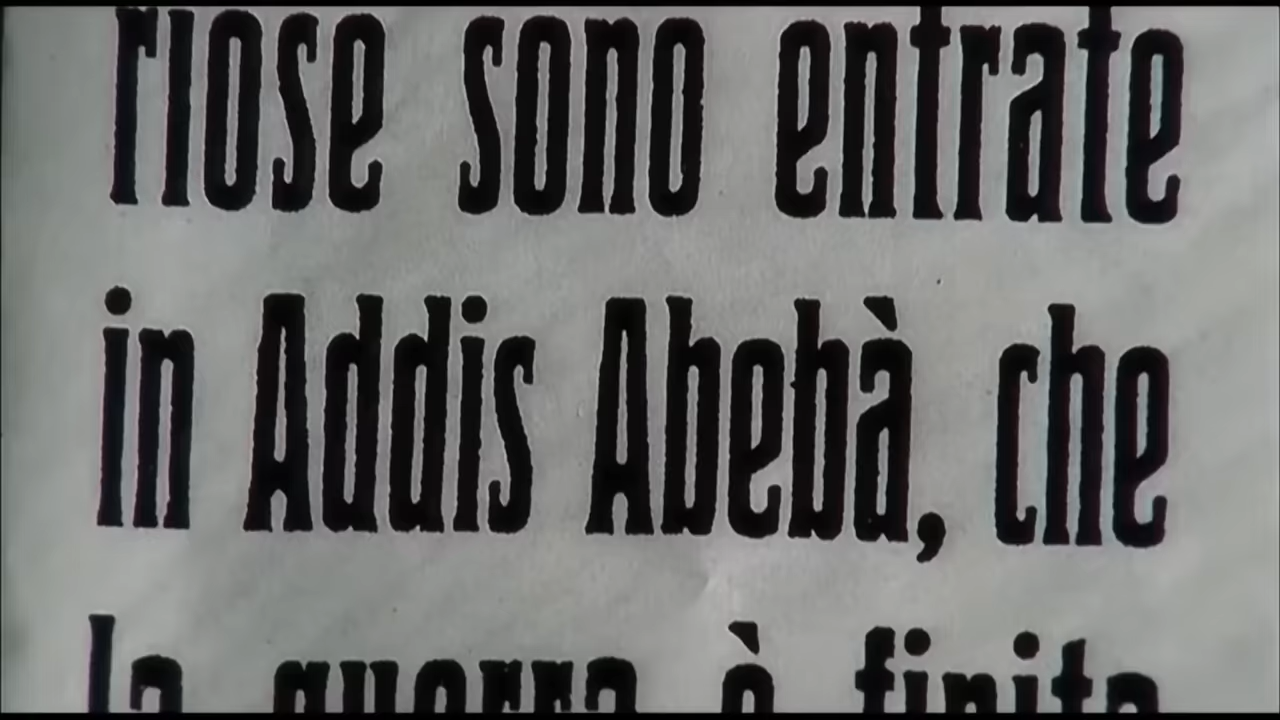 riose sono entrate
in Addis Abebà, che
la guerra è finita